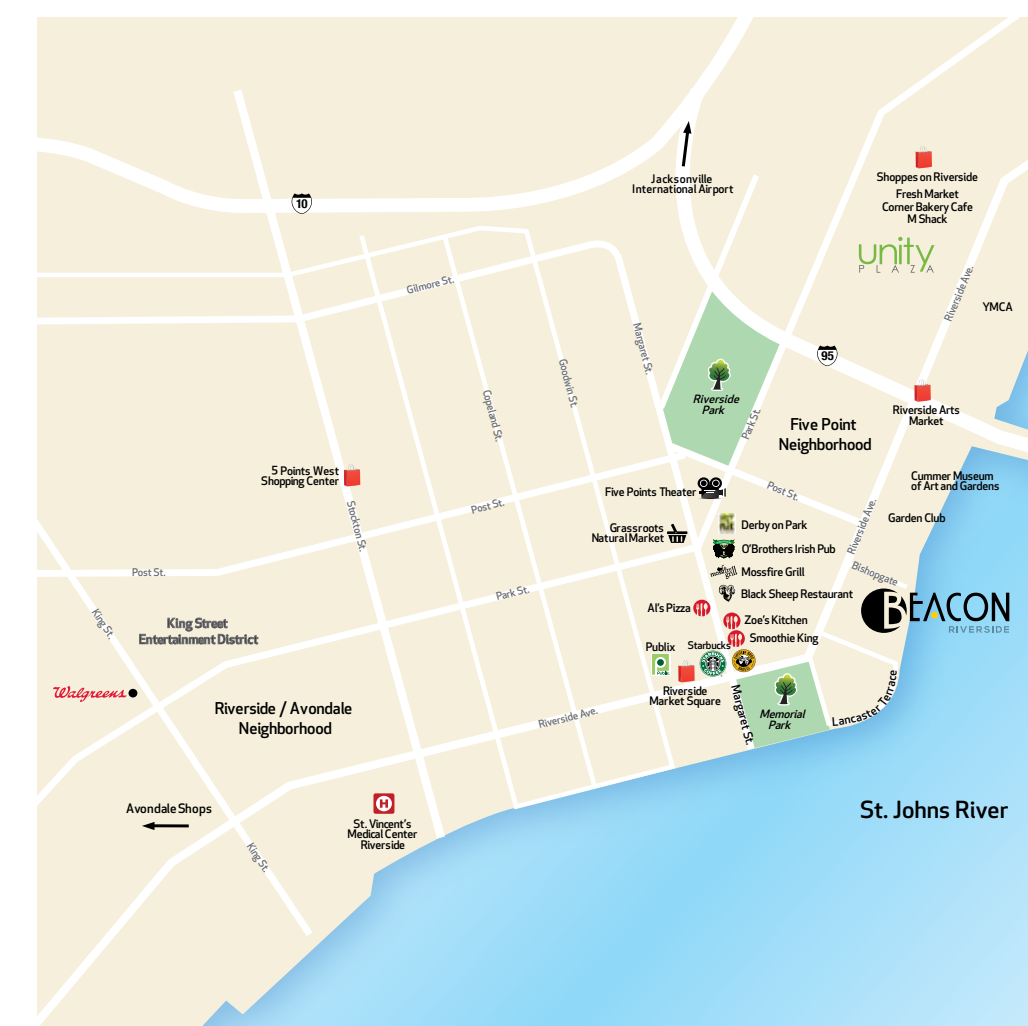 Jacksonville
International Airport
Shoppes on Riverside
Fresh Market
Corner Bakery Cafe
M Shack
unity
PLAZA
10
Gilmore St.
Riverside Ave.
YMCA
Margaret St.
95
Goodwin St.
Copeland St.
Riverside
Park
Park St.
Riverside Arts
Market
Five Point
Neighborhood
5 Points West
Shopping Center
Five Points Theater
Post St.
Cummer Museum
of Art and Gardens
Post St.
Stockton St.
Garden Club
Grassroots
Natural Market
Derby on Park
Riverside Ave.
O'Brothers Irish Pub
Post St.
Mossfire Grill
Bishopgate
Park St.
Black Sheep Restaurant
Al's Pizza
BEACON
RIVERSIDE
King St.
KIng Street
Entertainment District
Zoe's Kitchen
Smoothie King
Publix
Starbucks
Publix
Walgreens
Riverside
Market Square
Margaret St.
Memorial
Park
Lancaster Terrace
Riverside / Avondale
Neighborhood
Riverside Ave.
Avondale Shops
H
St. Vincent's
Medical Center
Riverside
St. Johns River
King St.